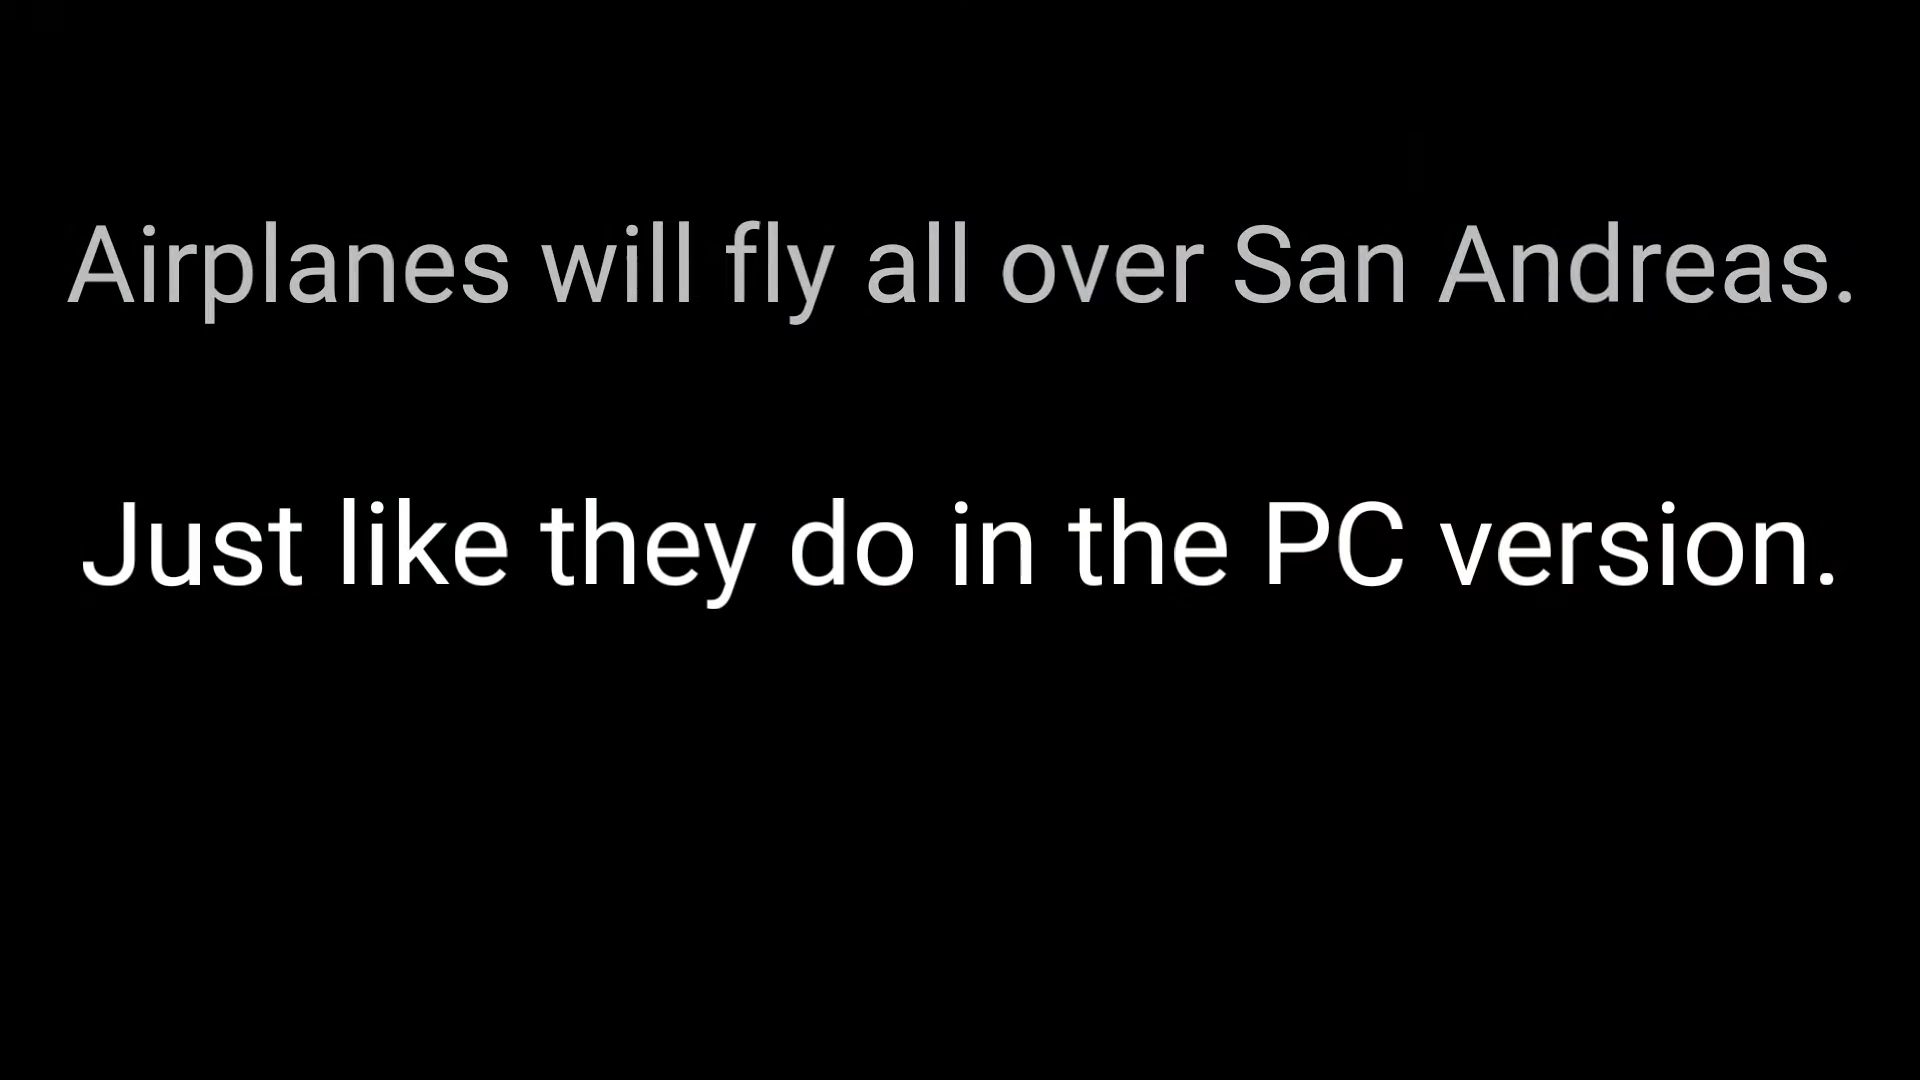 Airplanes will fly all over San Andreas.
Just like they do in the PC version.